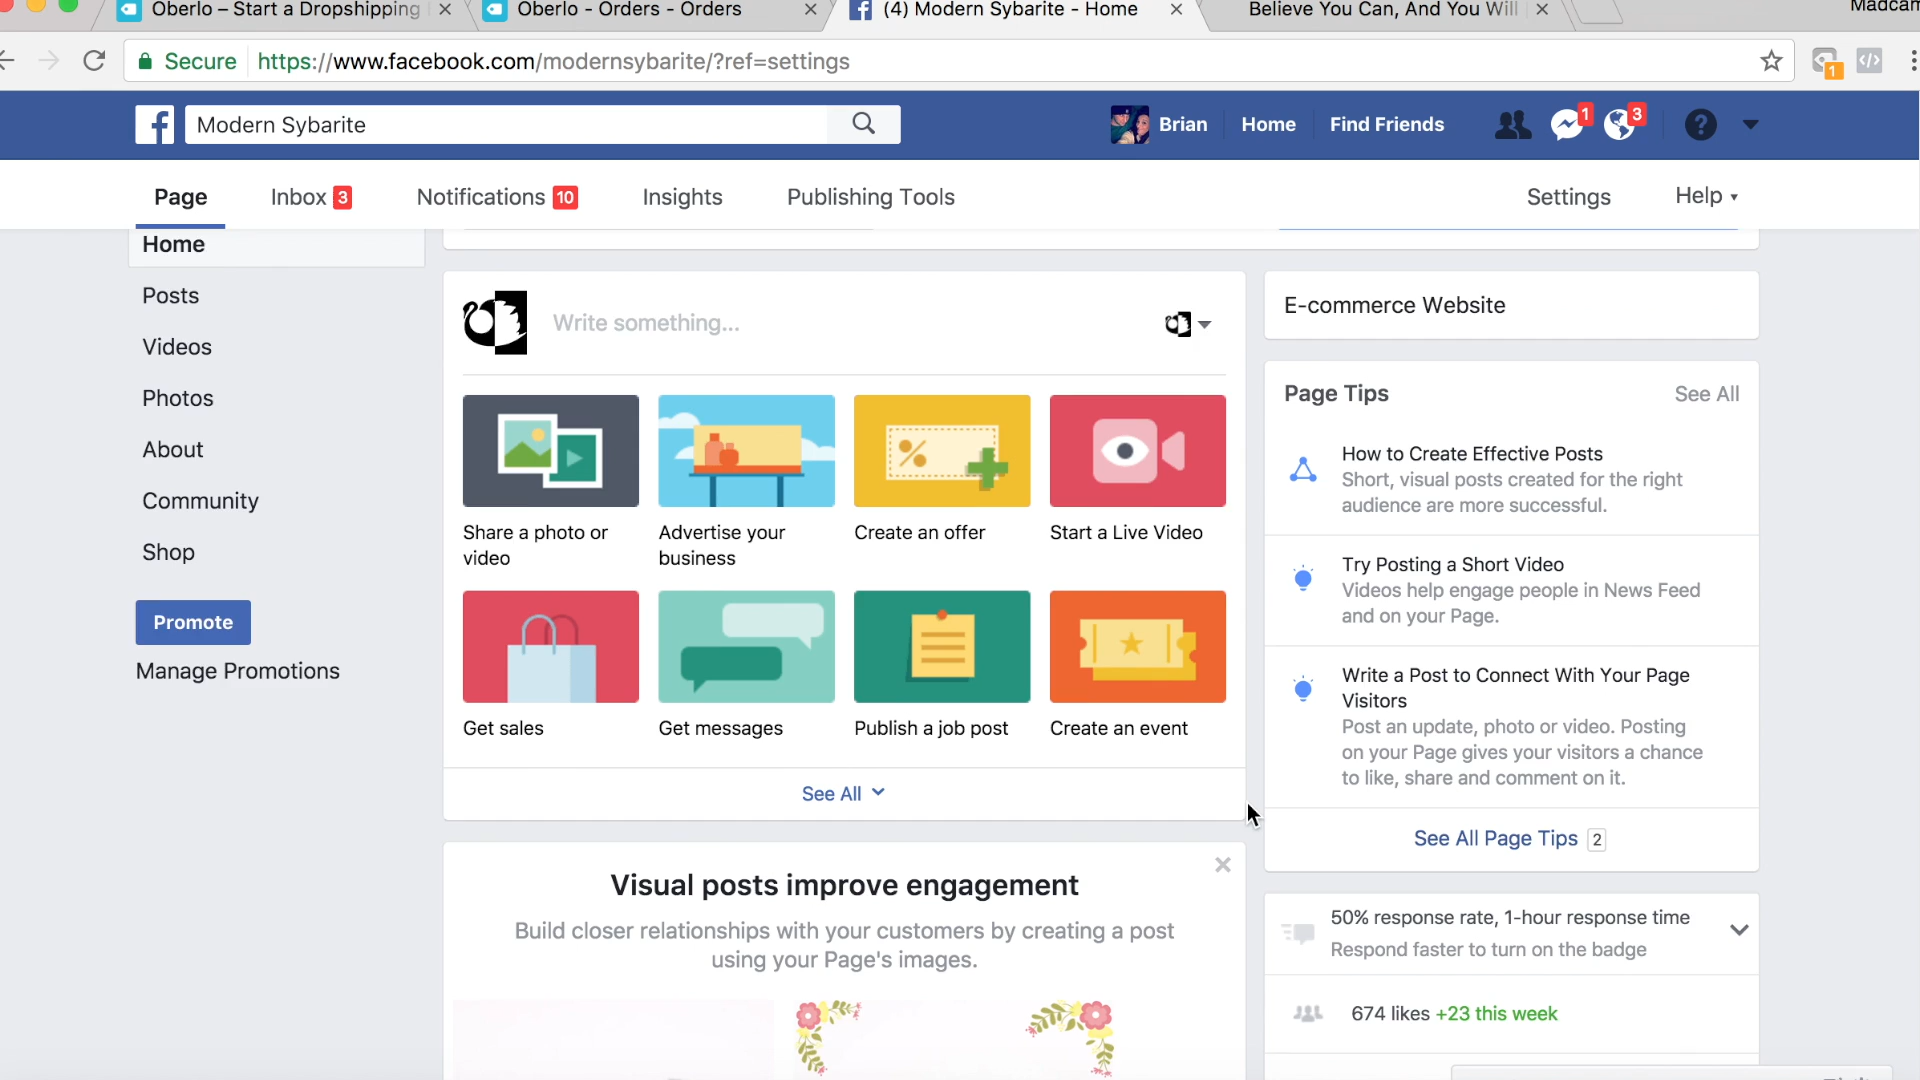 Oberlo – Start a Dropshipping
Oberlo - Orders - Orders
(4) Modern Sybarite - Home
Believe You Can, And You Will
Madcam
Secure
https://www.facebook.com/modernsybarite/?ref=settings
1
Modern Sybarite
Brian
Home
Find Friends
1
3
Page
Inbox 3
Notifications 10
Insights
Publishing Tools
Settings
Help
Home
Posts
Videos
Photos
About
Community
Shop
Promote
Manage Promotions
Write something...
Share a photo or
video
Advertise your
business
Create an offer
Start a Live Video
Get sales
Get messages
Publish a job post
Create an event
See All
Visual posts improve engagement
Build closer relationships with your customers by creating a post
using your Page's images.
E-commerce Website
Page Tips
See All
How to Create Effective Posts
Short, visual posts created for the right
audience are more successful.
Try Posting a Short Video
Videos help engage people in News Feed
and on your Page.
Write a Post to Connect With Your Page
Visitors
Post an update, photo or video. Posting
on your Page gives your visitors a chance
to like, share and comment on it.
See All Page Tips 2
50% response rate, 1-hour response time
Respond faster to turn on the badge
674 likes +23 this week